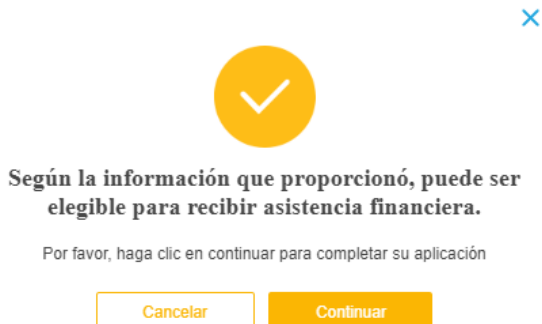 Según la información que proporcionó, puede ser
elegible para recibir asistencia financiera.
Por favor, haga clic en continuar para completar su aplicación
Cancelar
Continuar